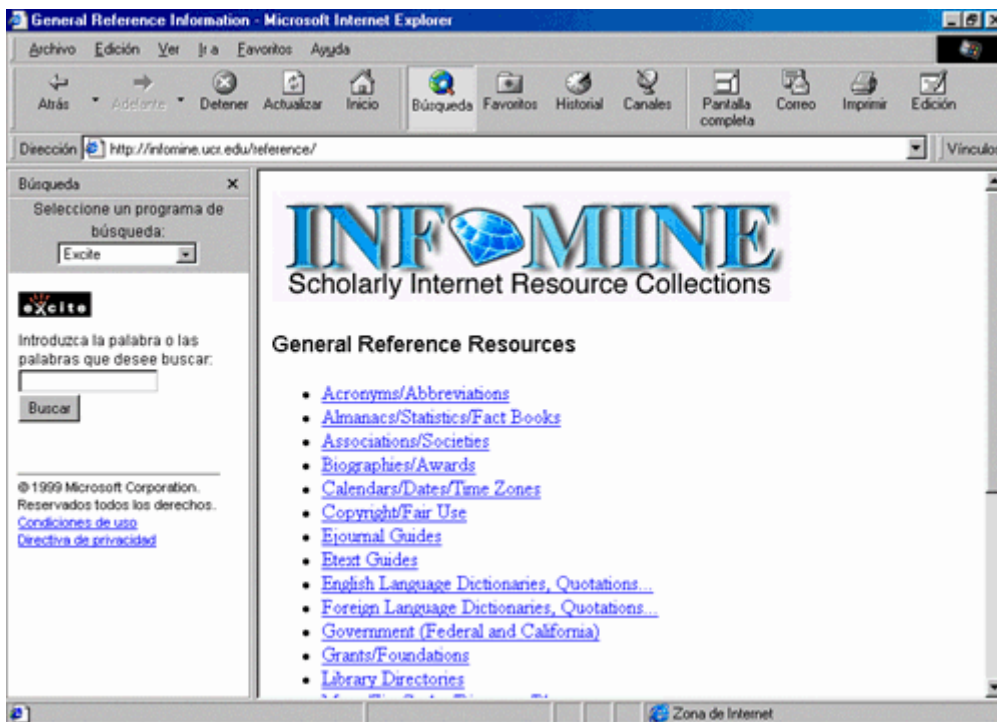 General Reference Information - Microsoft Internet Explorer
Archivo Edición Ver Ir a Favoritos Ayuda
Atrás Adelante Detener Actualizar Inicio Búsqueda Favoritos Historial Canales Pantalla completa Correo Imprimir Edición
Dirección http://infomine.ucr.edu/reference/ Vínculos
Búsqueda
Seleccione un programa de
búsqueda:
Excite
excite
Introduzca la palabra o las
palabras que desee buscar:
Buscar
© 1999 Microsoft Corporation.
Reservados todos los derechos.
Condiciones de uso
Directiva de privacidad
INFOMINE
Scholarly Internet Resource Collections
General Reference Resources
Acronyms/Abbreviations
Almanacs/Statistics/Fact Books
Associations/Societies
Biographies/Awards
Calendars/Dates/Time Zones
Copyright/Fair Use
Ejournal Guides
Etext Guides
English Language Dictionaries, Quotations...
Foreign Language Dictionaries, Quotations...
Government (Federal and California)
Grants/Foundations
Library Directories
Zona de Internet